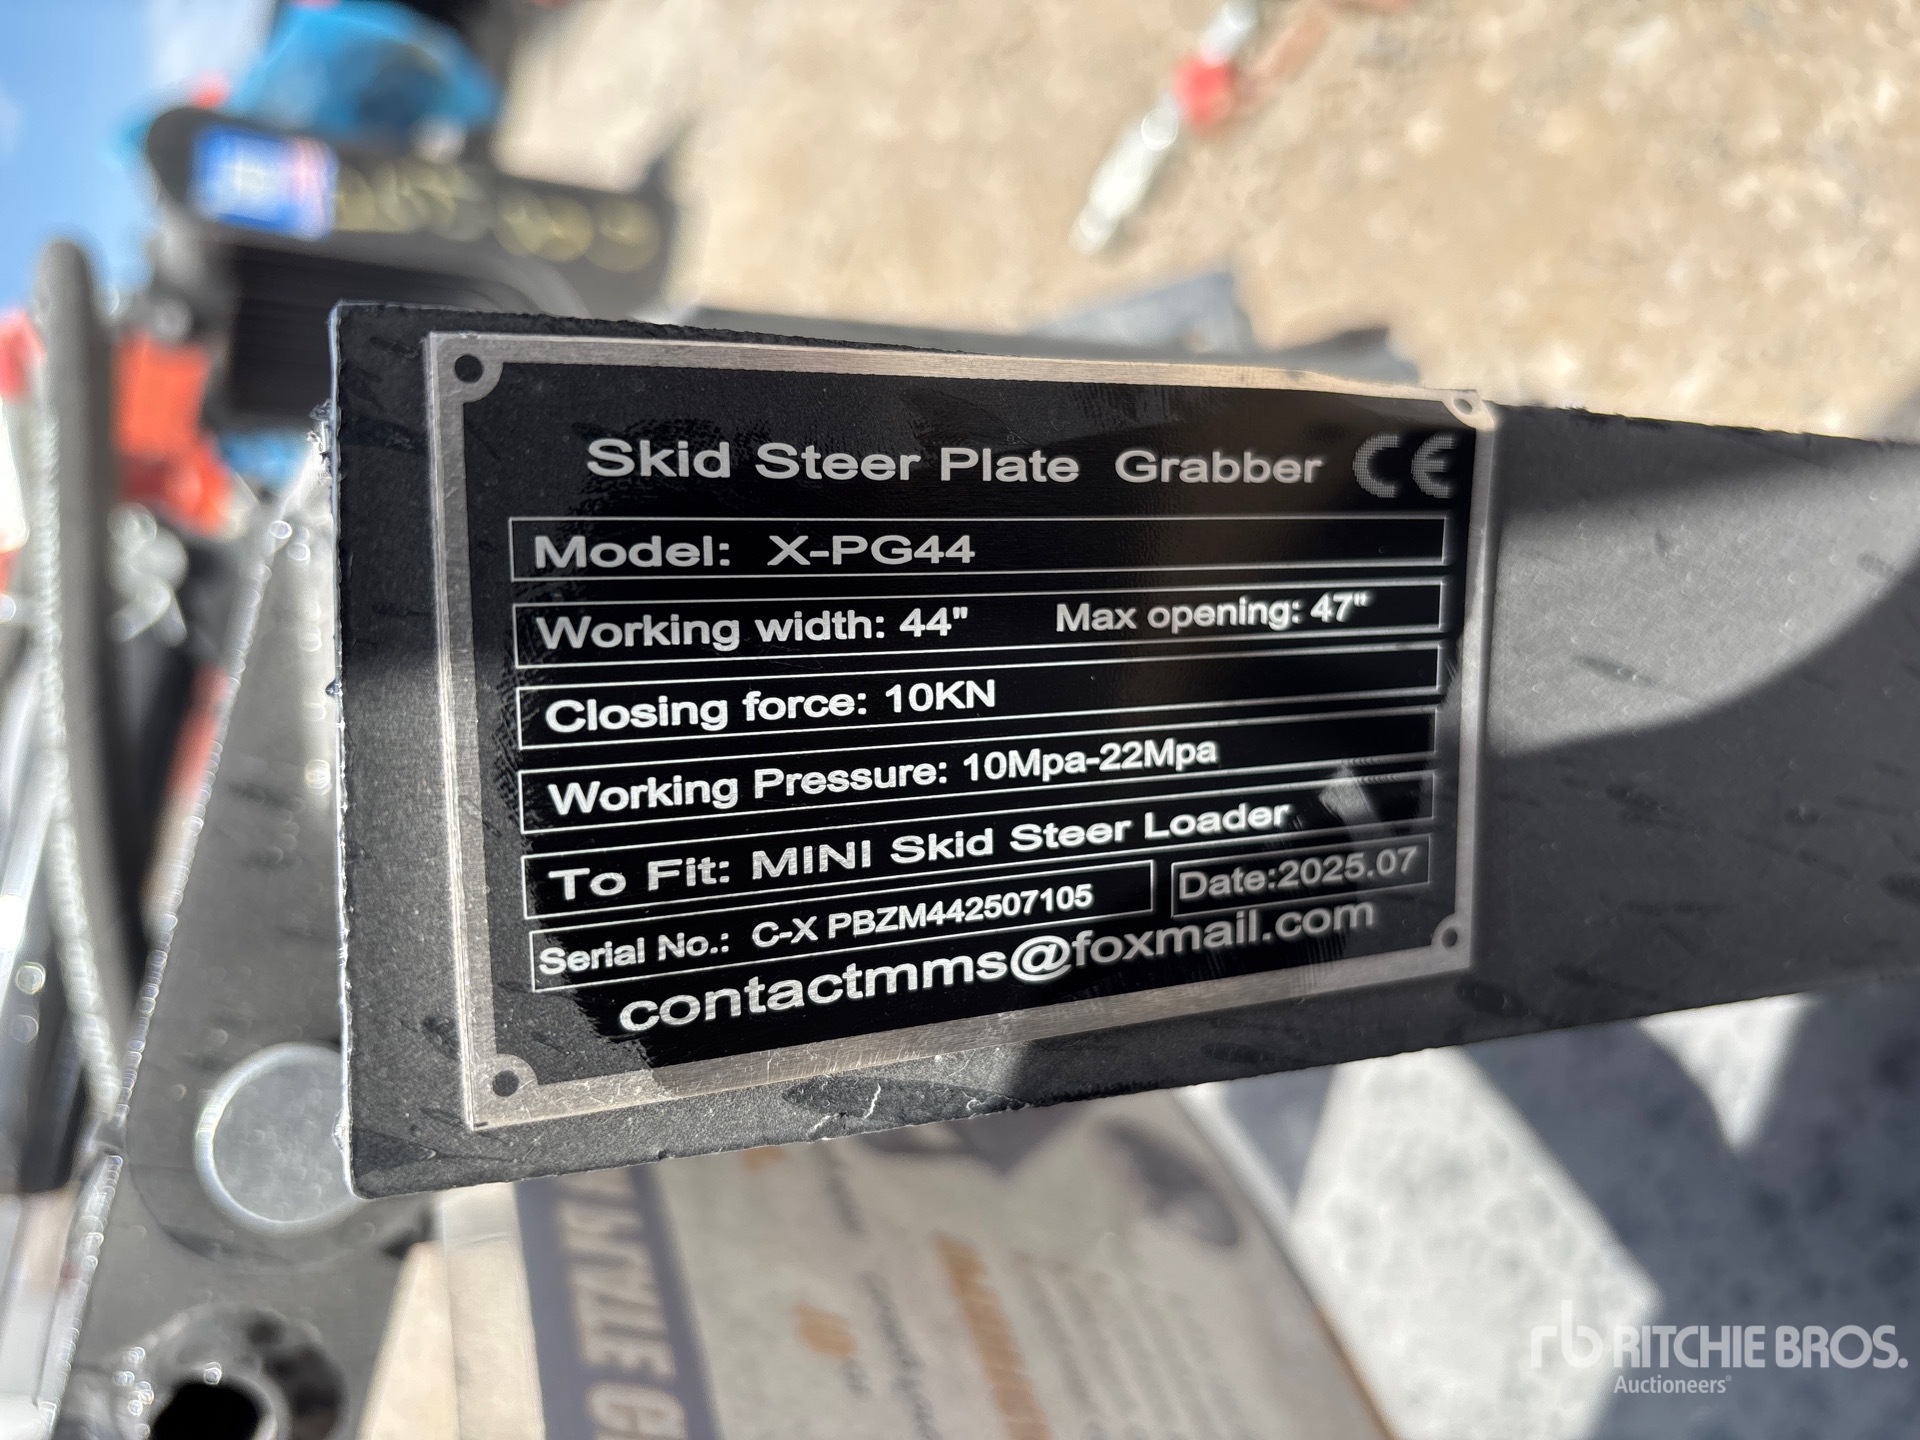 Skid Steer Plate Grabber CE
Model: X-PG44
Working width: 44" Max opening: 47"
Closing force: 10KN
Working Pressure: 10Mpa-22Mpa
To Fit: MINI Skid Steer Loader
Serial No.: C-X PBZM442507105 Date:2025.07
contactmms@foxmail.com
PLATE
rb RITCHIE BROS.
Auctioneers